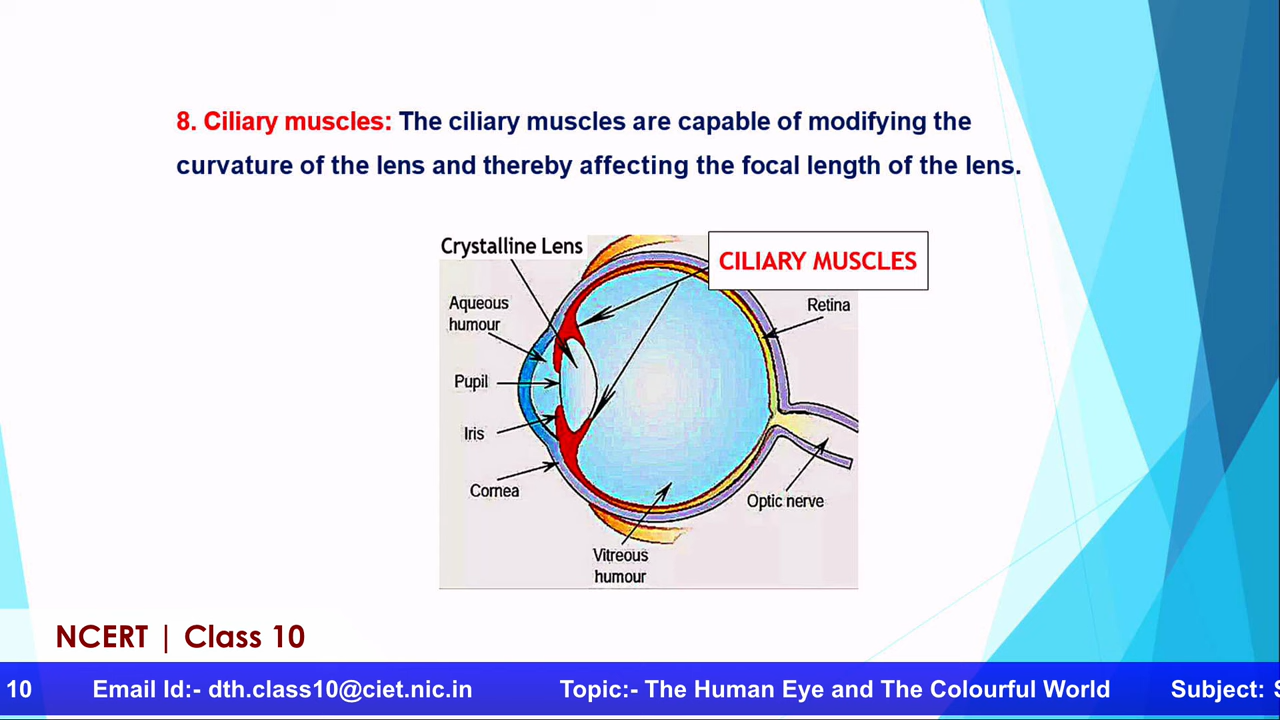 8. Ciliary muscles: The ciliary muscles are capable of modifying the
curvature of the lens and thereby affecting the focal length of the lens.
Crystalline Lens
CILIARY MUSCLES
Aqueous
humour
Retina
Pupil
Iris
Cornea
Optic nerve
Vitreous
humour
NCERT | Class 10
10 Email Id:- dth.class10@ciet.nic.in Topic:- The Human Eye and The Colourful World Subject: S